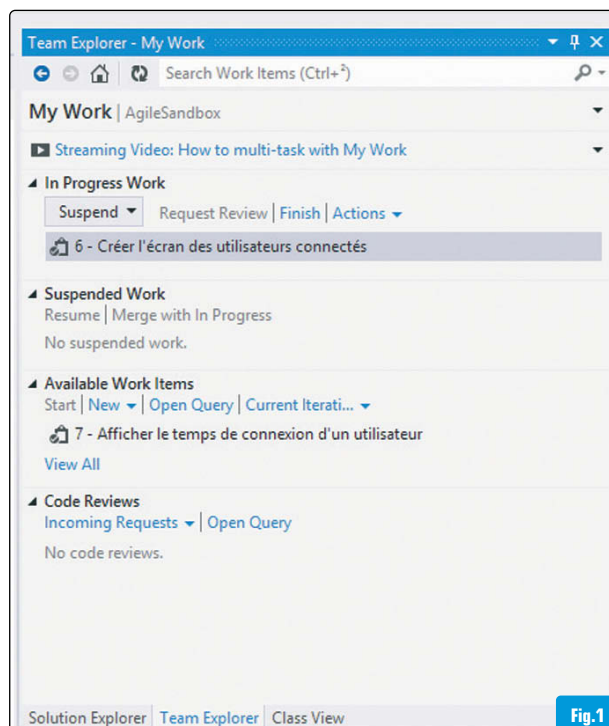 Team Explorer - My Work
Search Work Items (Ctrl+²)
My Work | AgileSandbox
Streaming Video: How to multi-task with My Work
In Progress Work
Suspend Request Review | Finish | Actions
6 - Créer l'écran des utilisateurs connectés
Suspended Work
Resume | Merge with In Progress
No suspended work.
Available Work Items
Start | New | Open Query | Current Iterati...
7 - Afficher le temps de connexion d'un utilisateur
View All
Code Reviews
Incoming Requests | Open Query
No code reviews.
Solution Explorer | Team Explorer | Class View
Fig.1